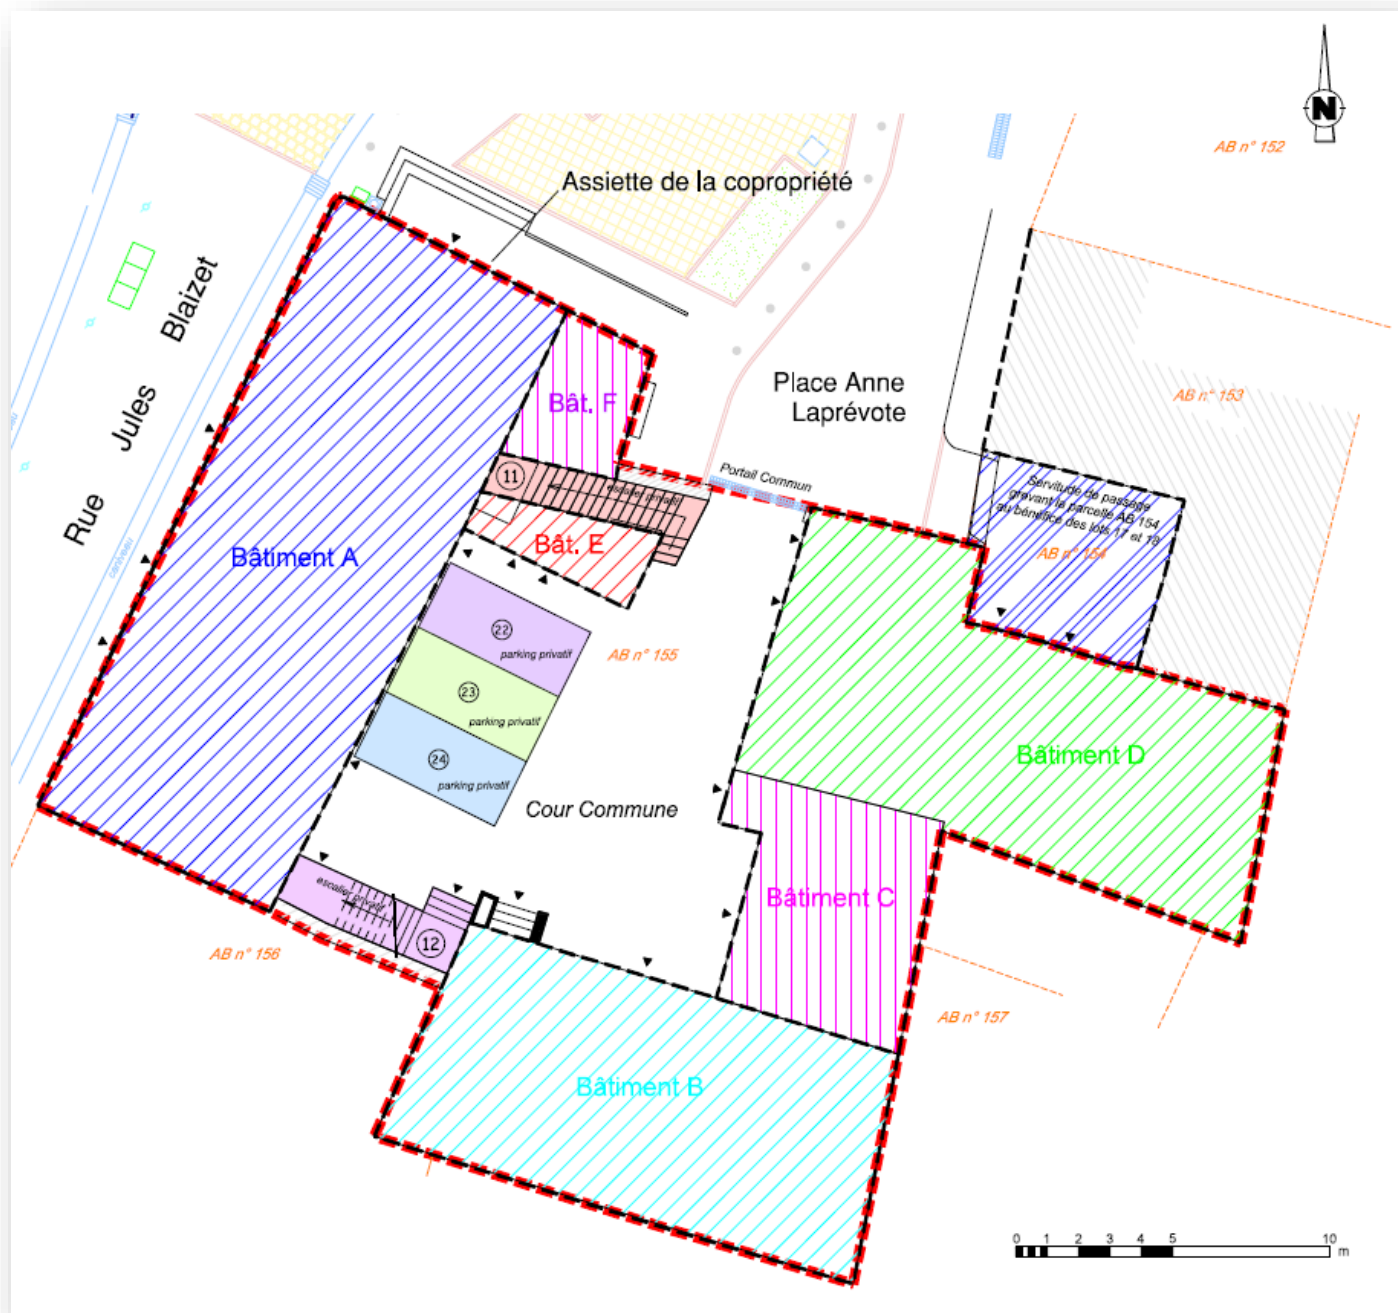 N
AB n° 152
Assiette de la copropriété
Rue Jules Blaizet
Place Anne
Laprévote
AB n° 153
Bât. F
Portail Commun
11
escalier privatif
Servitude de passage
grevant la parcelle AB 154
au bénéfice des lots 17 et 18
AB n° 154
Bât. E
Bâtiment A
caniveau
22
parking privatif
AB n° 155
23
parking privatif
24
parking privatif
Bâtiment D
Cour Commune
escalier privatif
12
Bâtiment C
AB n° 156
AB n° 157
Bâtiment B
0 1 2 3 4 5 10 m